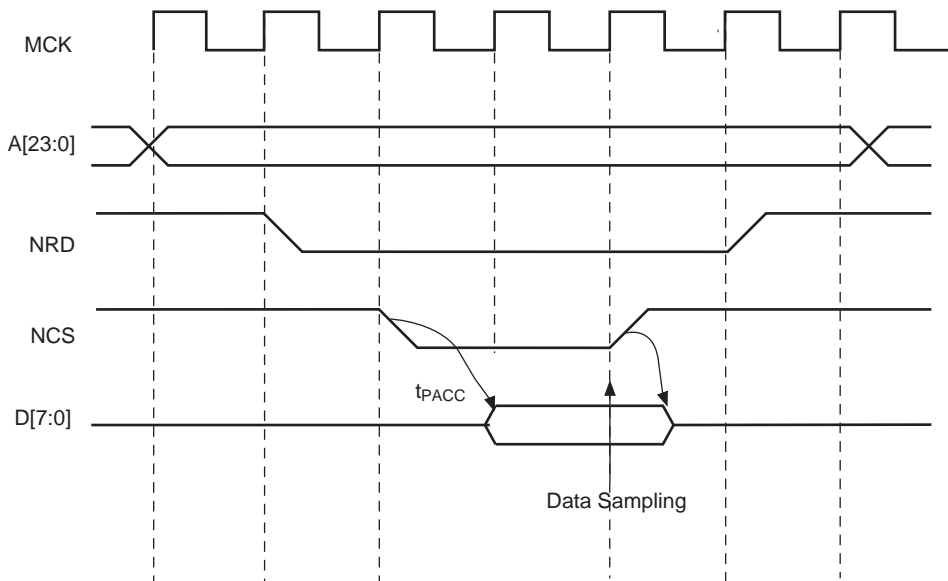 MCK
A[23:0]
NRD
NCS
tPACC
D[7:0]
Data Sampling